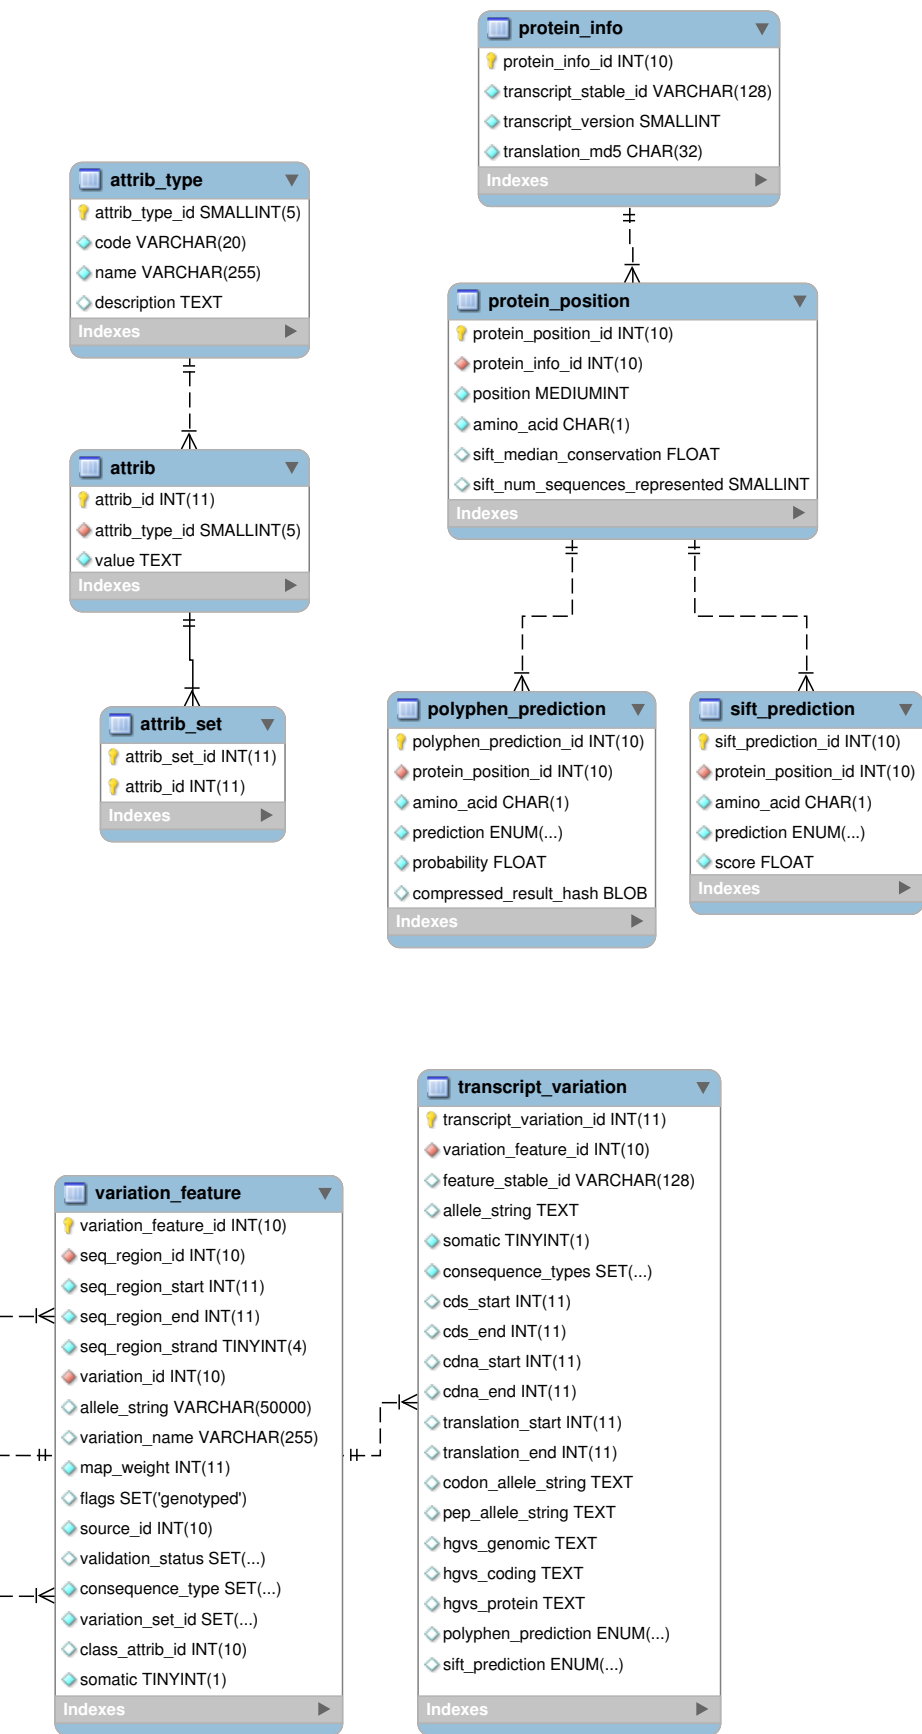 protein_info
protein_info_id INT(10)
transcript_stable_id VARCHAR(128)
transcript_version SMALLINT
translation_md5 CHAR(32)
Indexes
attrib_type
attrib_type_id SMALLINT(5)
code VARCHAR(20)
name VARCHAR(255)
description TEXT
Indexes
protein_position
protein_position_id INT(10)
protein_info_id INT(10)
position MEDIUMINT
amino_acid CHAR(1)
sift_median_conservation FLOAT
sift_num_sequences_represented SMALLINT
Indexes
attrib
attrib_id INT(11)
attrib_type_id SMALLINT(5)
value TEXT
Indexes
attrib_set
attrib_set_id INT(11)
attrib_id INT(11)
Indexes
polyphen_prediction
polyphen_prediction_id INT(10)
protein_position_id INT(10)
amino_acid CHAR(1)
prediction ENUM(...)
probability FLOAT
compressed_result_hash BLOB
Indexes
sift_prediction
sift_prediction_id INT(10)
protein_position_id INT(10)
amino_acid CHAR(1)
prediction ENUM(...)
score FLOAT
Indexes
transcript_variation
transcript_variation_id INT(11)
variation_feature_id INT(10)
feature_stable_id VARCHAR(128)
allele_string TEXT
somatic TINYINT(1)
consequence_types SET(...)
cds_start INT(11)
cds_end INT(11)
cdna_start INT(11)
cdna_end INT(11)
translation_start INT(11)
translation_end INT(11)
codon_allele_string TEXT
pep_allele_string TEXT
hgvs_genomic TEXT
hgvs_coding TEXT
hgvs_protein TEXT
polyphen_prediction ENUM(...)
sift_prediction ENUM(...)
Indexes
variation_feature
variation_feature_id INT(10)
seq_region_id INT(10)
seq_region_start INT(11)
seq_region_end INT(11)
seq_region_strand TINYINT(4)
variation_id INT(10)
allele_string VARCHAR(50000)
variation_name VARCHAR(255)
map_weight INT(11)
flags SET('genotyped')
source_id INT(10)
validation_status SET(...)
consequence_type SET(...)
variation_set_id SET(...)
class_attrib_id INT(10)
somatic TINYINT(1)
Indexes